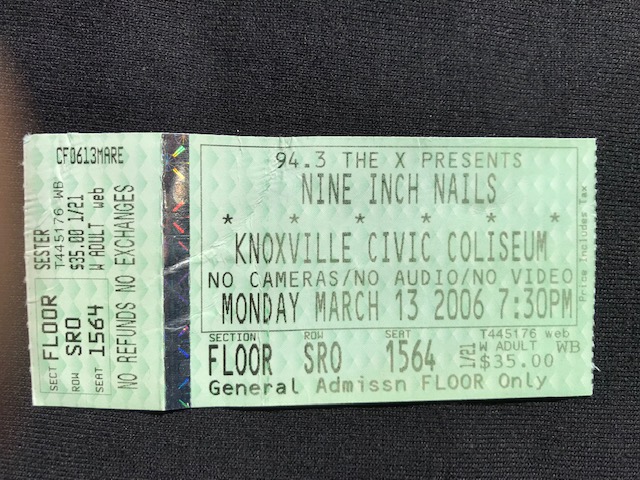 CF0613MARE
SESTER
T445176 WB
$35.00 1/21
W ADULT web
NO REFUNDS NO EXCHANGES
SECT FLOOR
ROW SRO
SEAT 1564
94.3 THE X PRESENTS
NINE INCH NAILS
* * * * * *
KNOXVILLE CIVIC COLISEUM
NO CAMERAS/NO AUDIO/NO VIDEO
MONDAY MARCH 13 2006 7:30PM
Price Includes Tax
SECTION ROW SEAT T445176 web
FLOOR SRO 1564 1/21 W ADULT WB
$35.00
General Admissn FLOOR Only